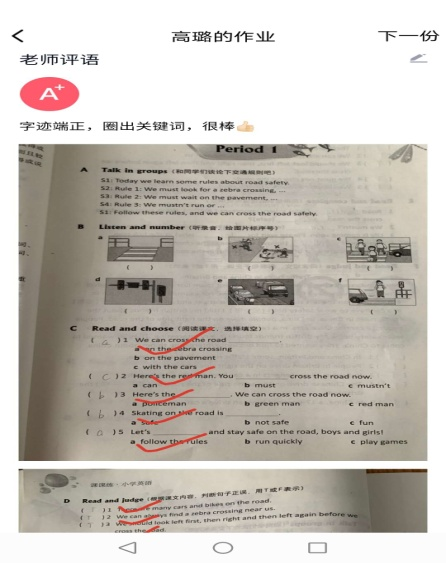 高璐的作业 下一份
老师评语
A+
字迹端正，圈出关键词，很棒👍
Period 1
A Talk in groups (和同学们谈论下交通规则吧)
S1: Today we learn some rules about road safety.
S2: Rule 1: We must look for a zebra crossing, ...
S3: Rule 2: We must wait on the pavement, ...
S4: Rule 3: We mustn't run or ...
S1: Follow these rules, and we can cross the road safely.
B Listen and number (听录音，给图片标序号)
a b c
( ) ( ) ( )
d e f
( ) ( ) ( )
C Read and choose (阅读课文，选择填空)
( a ) 1 We can cross the road
a on the zebra crossing
b on the pavement
c with the cars
( c ) 2 Here's the red man. You cross the road now.
a can b must c mustn't
( b ) 3 Here's the . We can cross the road now.
a policeman b green man c red man
( b ) 4 Skating on the road is
a safe b not safe c fun
( a ) 5 Let's and stay safe on the road, boys and girls!
a follow the rules b run quickly c play games
课课练·小学英语
D Read and judge (根据课文内容，判断句子正误，用T或F表示)
1 There are many cars and bikes on the road.
2 We can always find a zebra crossing near us.
3 We should look left first, then right and then left again before we
cross the road.